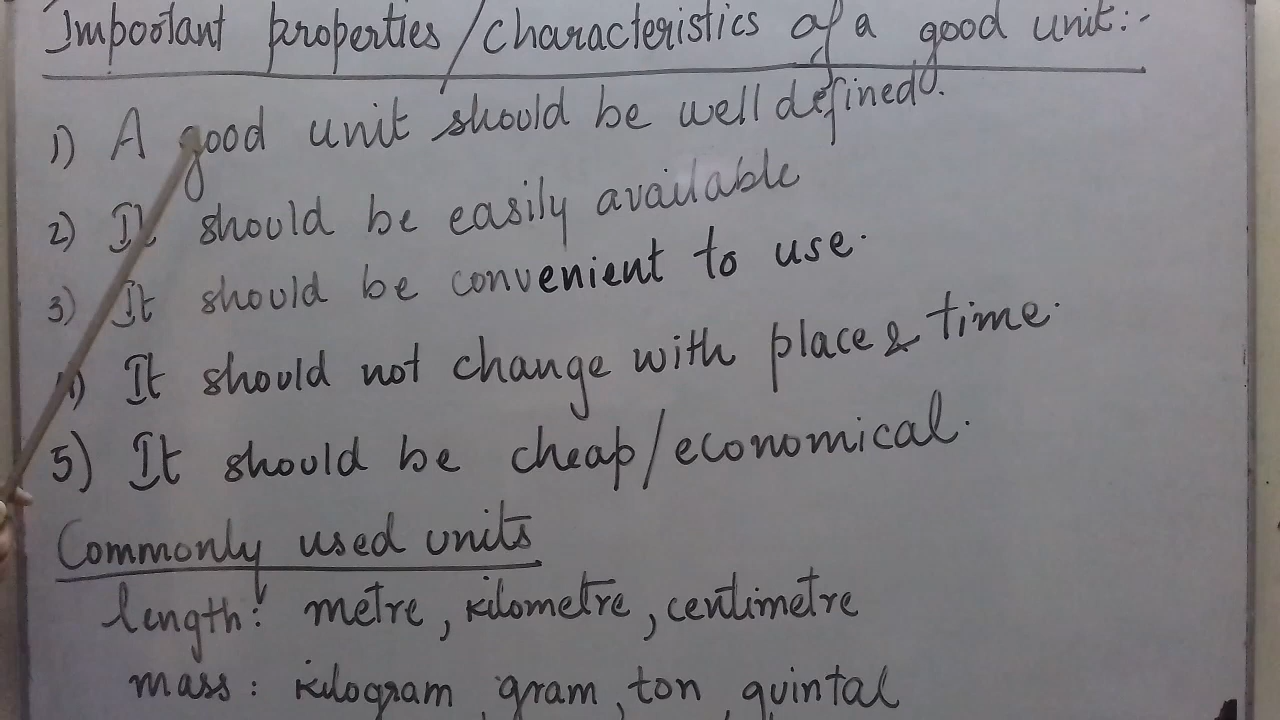 Important properties/characteristics of a good unit:-
1) A good unit should be well defined.
2) It should be easily available
3) It should be convenient to use.
4) It should not change with place & time.
5) It should be cheap/economical.
Commonly used units
length: metre, kilometre, centimetre
mass: kilogram, gram, ton, quintal